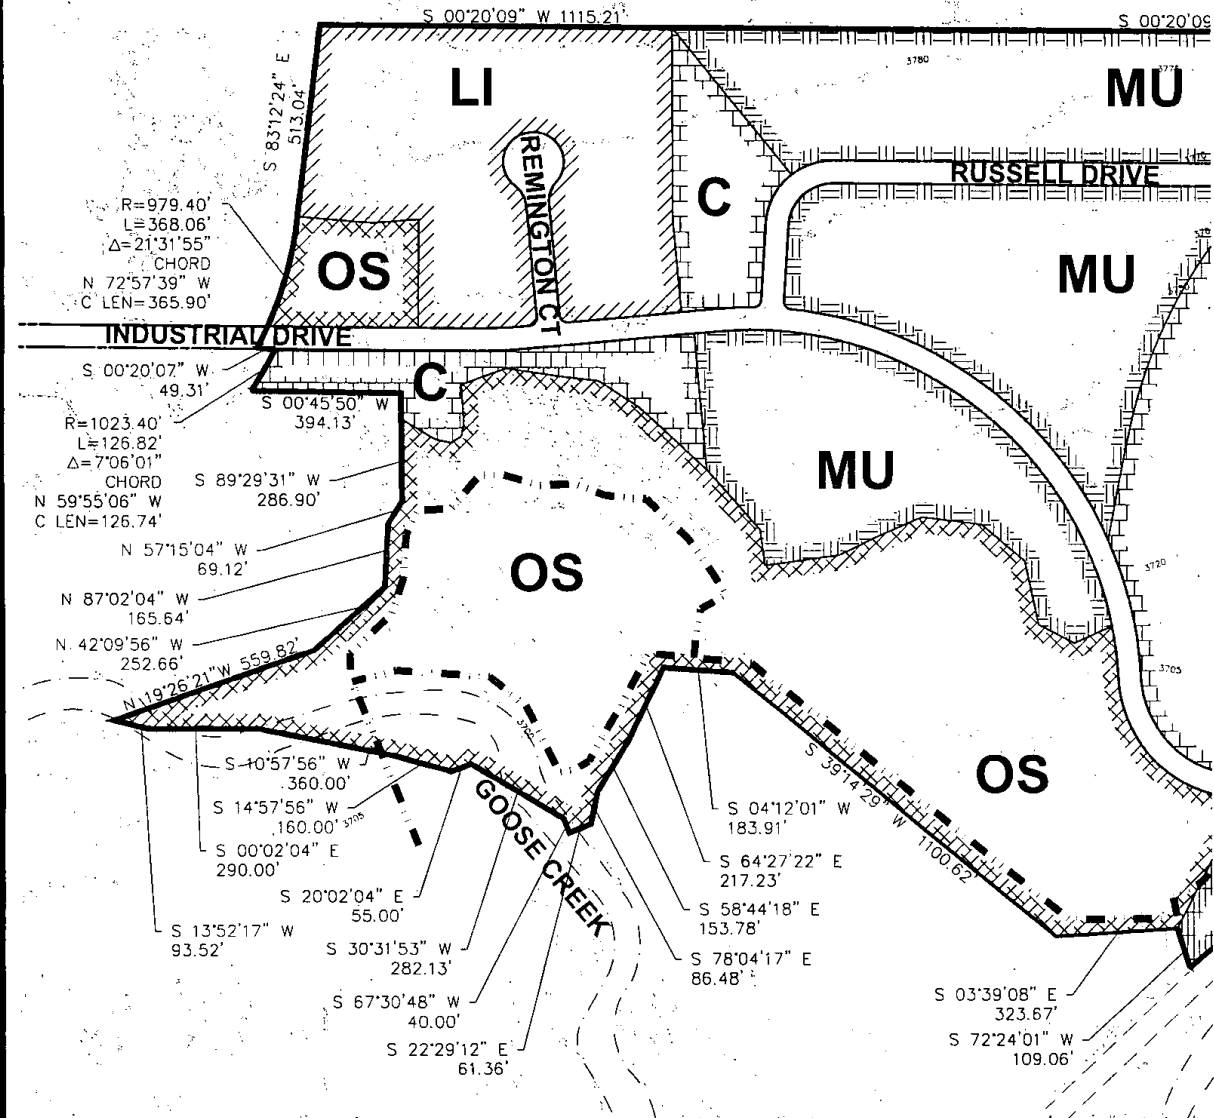 S 00°20'09" W 1115.21'
S 00°20'09
S 83°12'24" E
513.04'
LI
MU
3780
3775
REMINGTON CT
C
RUSSELL DRIVE
R=979.40'
L=368.06'
Δ=21°31'55"
CHORD
N 72°57'39" W
C LEN=365.90'
OS
MU
INDUSTRIAL DRIVE
S 00°20'07" W
49.31'
C
S 00°45'50" W
394.13'
R=1023.40'
L=126.82'
Δ=7°06'01"
CHORD
N 59°55'06" W
C LEN=126.74'
S 89°29'31" W
286.90'
MU
N 57°15'04" W
69.12'
OS
3720
N 87°02'04" W
165.64'
N 42°09'56" W
252.66'
N 19°26'21" W 559.82'
3705
3700
S 10°57'56" W
360.00'
S 14°57'56" W
160.00'
3705
S 00°02'04" E
290.00'
GOOSE CREEK
S 39°14'29" W 1100.62'
OS
S 04°12'01" W
183.91'
S 64°27'22" E
217.23'
S 20°02'04" E
55.00'
S 58°44'18" E
153.78'
S 13°52'17" W
93.52'
S 30°31'53" W
282.13'
S 78°04'17" E
86.48'
S 67°30'48" W
40.00'
S 03°39'08" E
323.67'
S 22°29'12" E
61.36'
S 72°24'01" W
109.06'